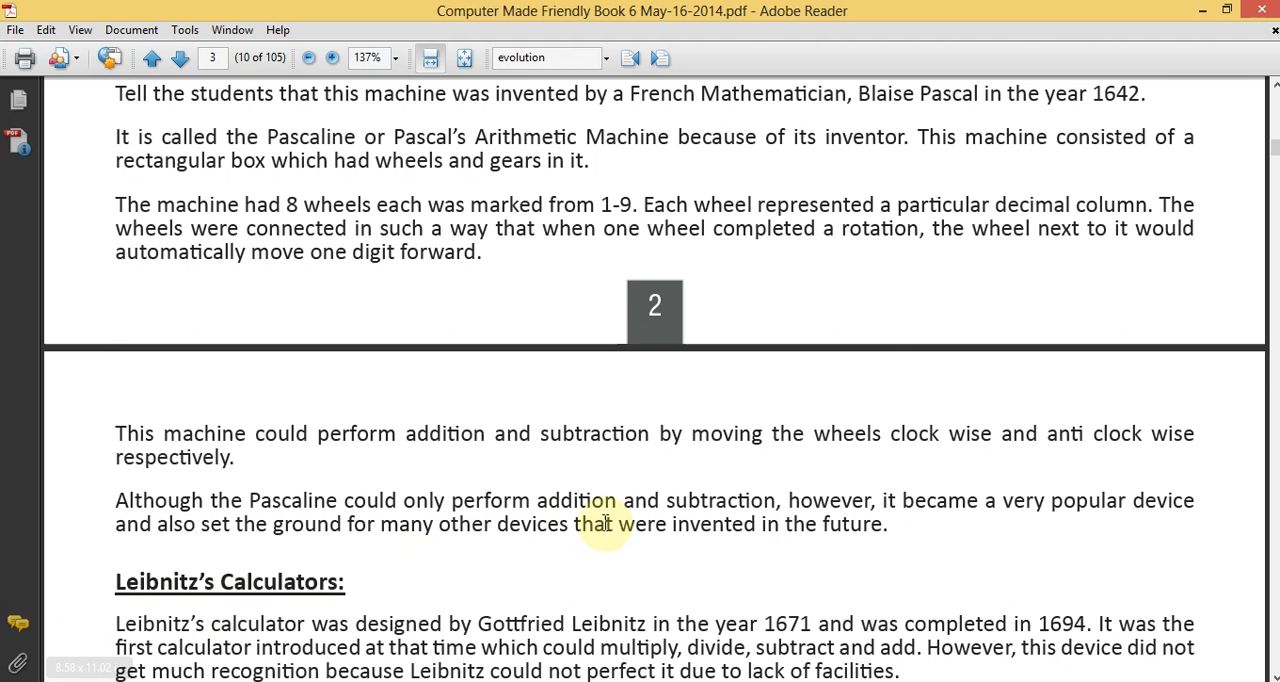 Computer Made Friendly Book 6 May-16-2014.pdf - Adobe Reader
File Edit View Document Tools Window Help
3 (10 of 105) 137% evolution
Tell the students that this machine was invented by a French Mathematician, Blaise Pascal in the year 1642.
It is called the Pascaline or Pascal's Arithmetic Machine because of its inventor. This machine consisted of a
rectangular box which had wheels and gears in it.
The machine had 8 wheels each was marked from 1-9. Each wheel represented a particular decimal column. The
wheels were connected in such a way that when one wheel completed a rotation, the wheel next to it would
automatically move one digit forward.
2
This machine could perform addition and subtraction by moving the wheels clock wise and anti clock wise
respectively.
Although the Pascaline could only perform addition and subtraction, however, it became a very popular device
and also set the ground for many other devices that were invented in the future.
Leibnitz's Calculators:
Leibnitz's calculator was designed by Gottfried Leibnitz in the year 1671 and was completed in 1694. It was the
first calculator introduced at that time which could multiply, divide, subtract and add. However, this device did not
8.58 x 11.02
get much recognition because Leibnitz could not perfect it due to lack of facilities.